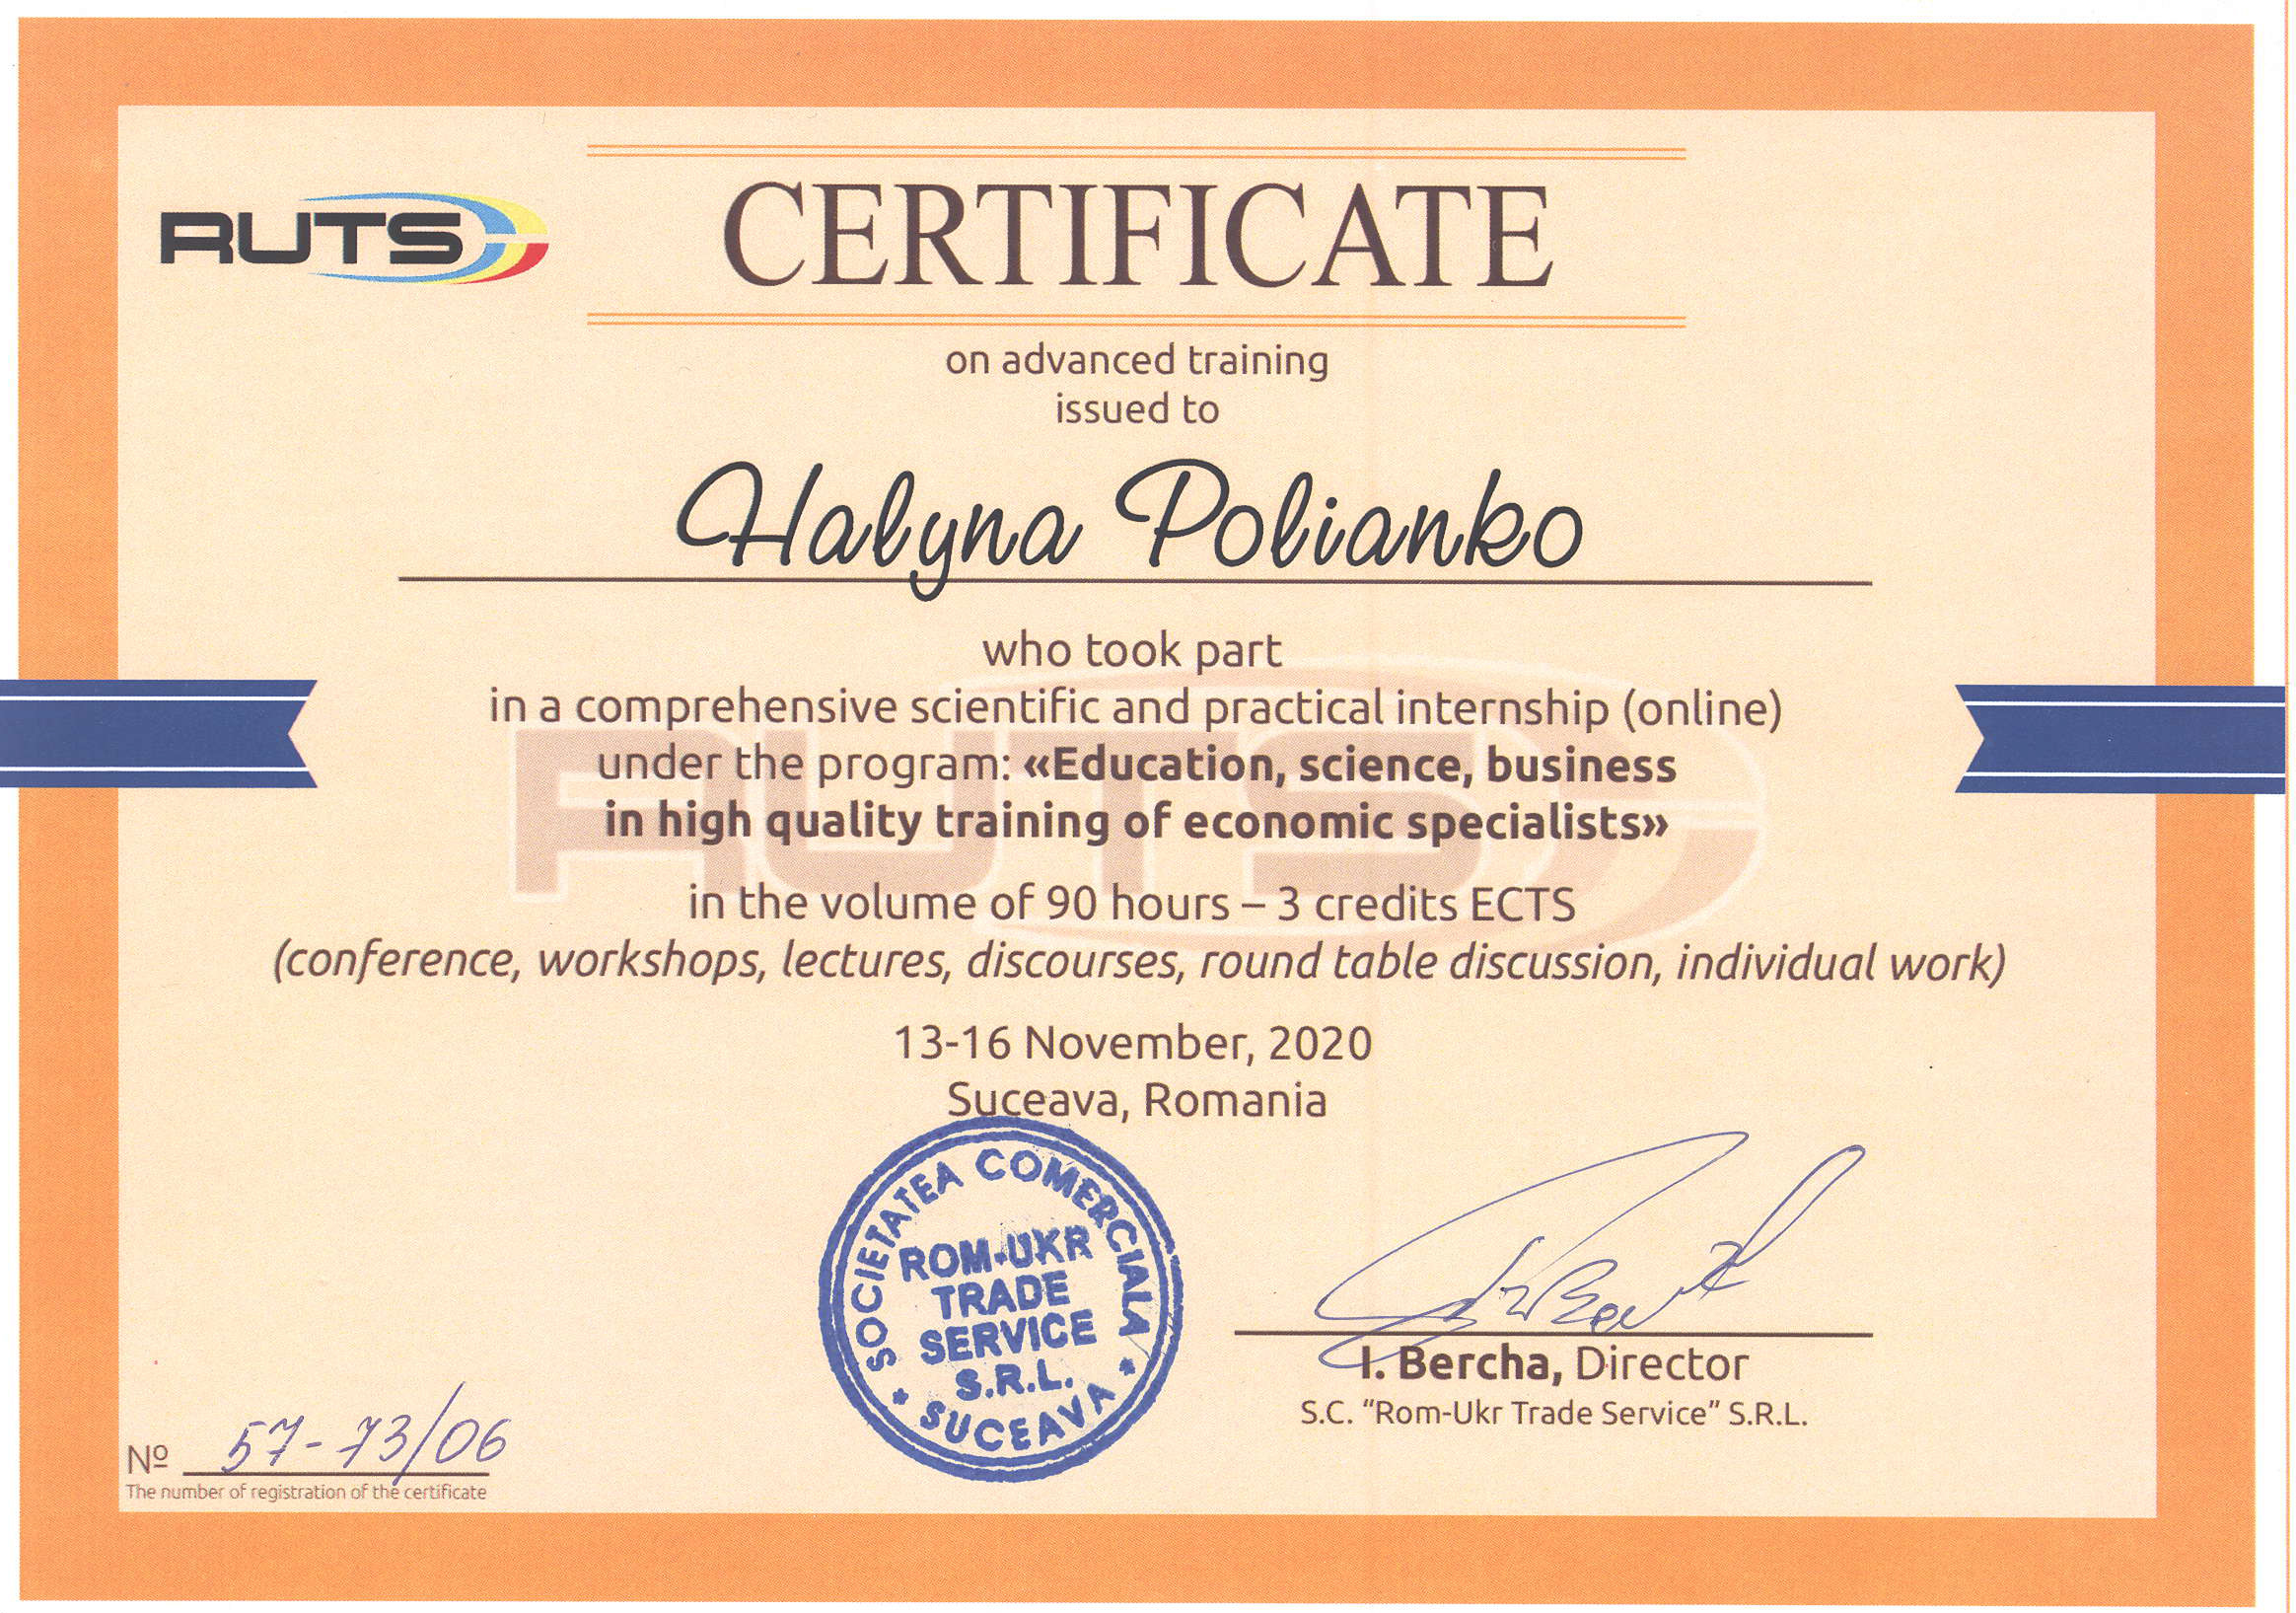 RUTS
CERTIFICATE
on advanced training
issued to
Halyna Polianko
who took part
in a comprehensive scientific and practical internship (online)
under the program: «Education, science, business
in high quality training of economic specialists»
in the volume of 90 hours – 3 credits ECTS
(conference, workshops, lectures, discourses, round table discussion, individual work)
13-16 November, 2020
Suceava, Romania
SOCIETATEA COMERCIALA
ROM-UKR
TRADE
SERVICE
S.R.L.
* SUCEAVA *
I. Bercha, Director
S.C. "Rom-Ukr Trade Service" S.R.L.
№ 57-73/06
The number of registration of the certificate